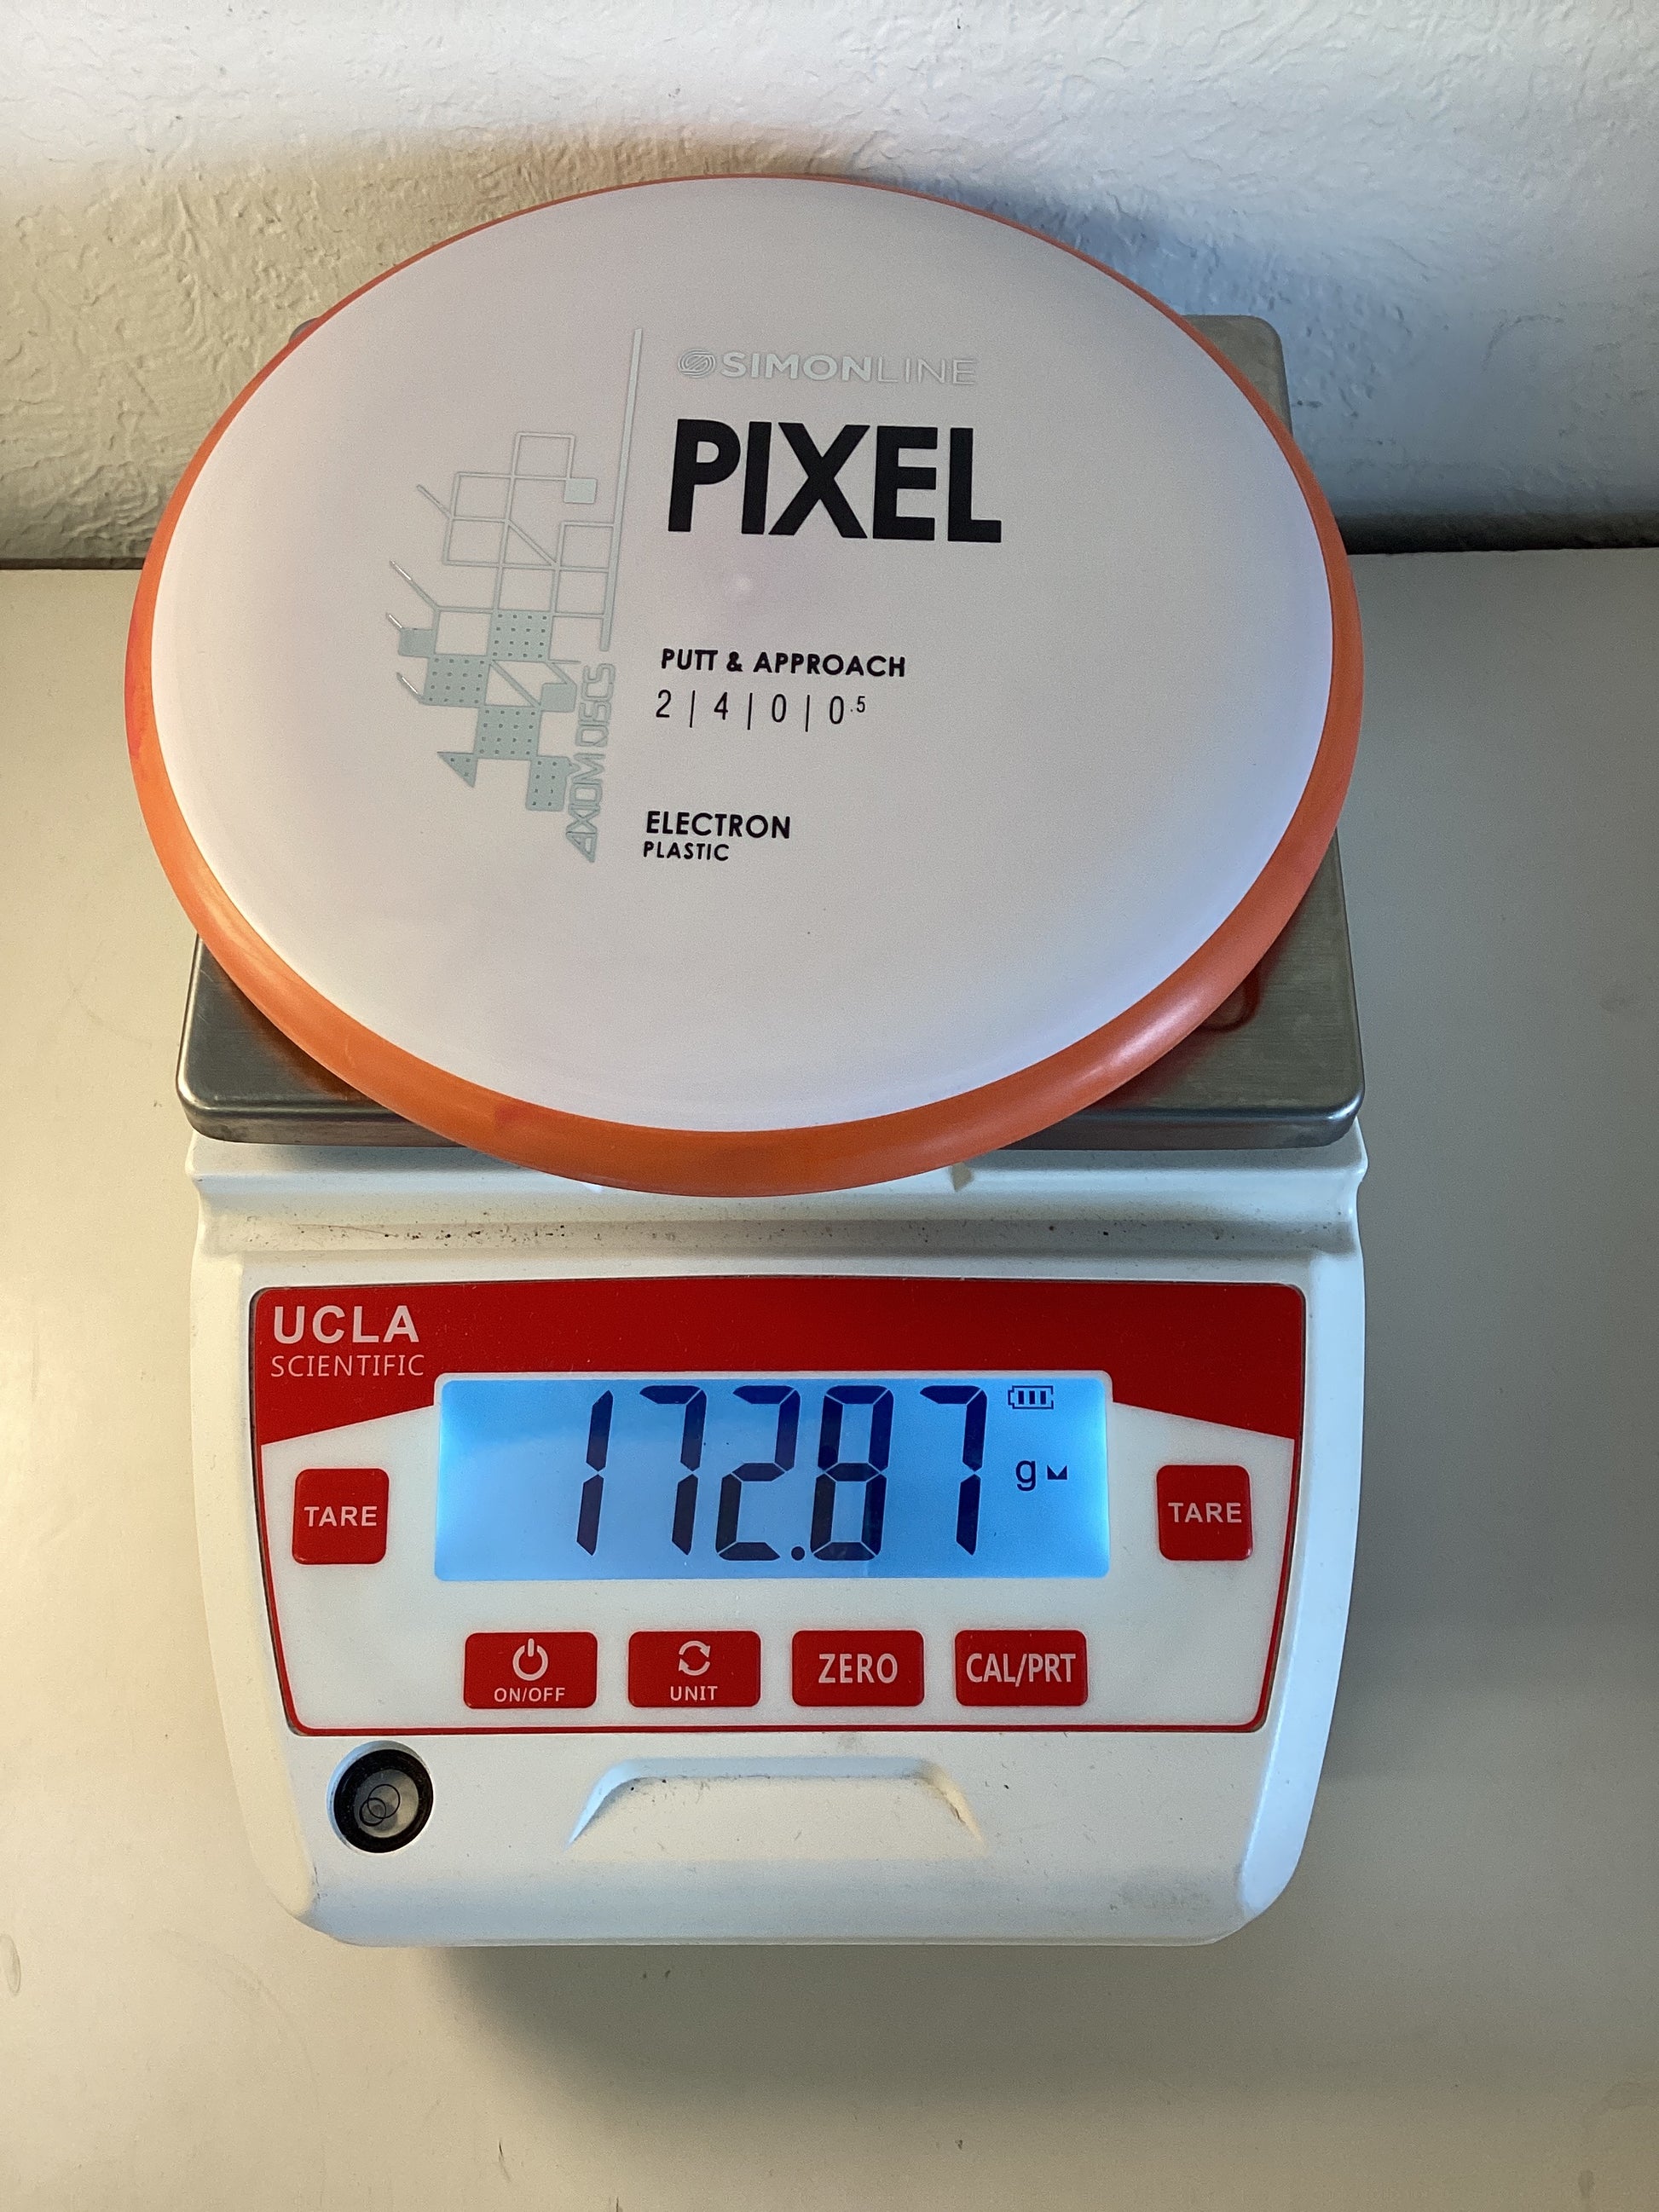 SIMONLINE
PIXEL
PUTT & APPROACH
2 | 4 | 0 | 0.5
AXIOM DISCS
ELECTRON
PLASTIC
UCLA
SCIENTIFIC
172.87 g
TARE
TARE
ON/OFF
UNIT
ZERO
CAL/PRT